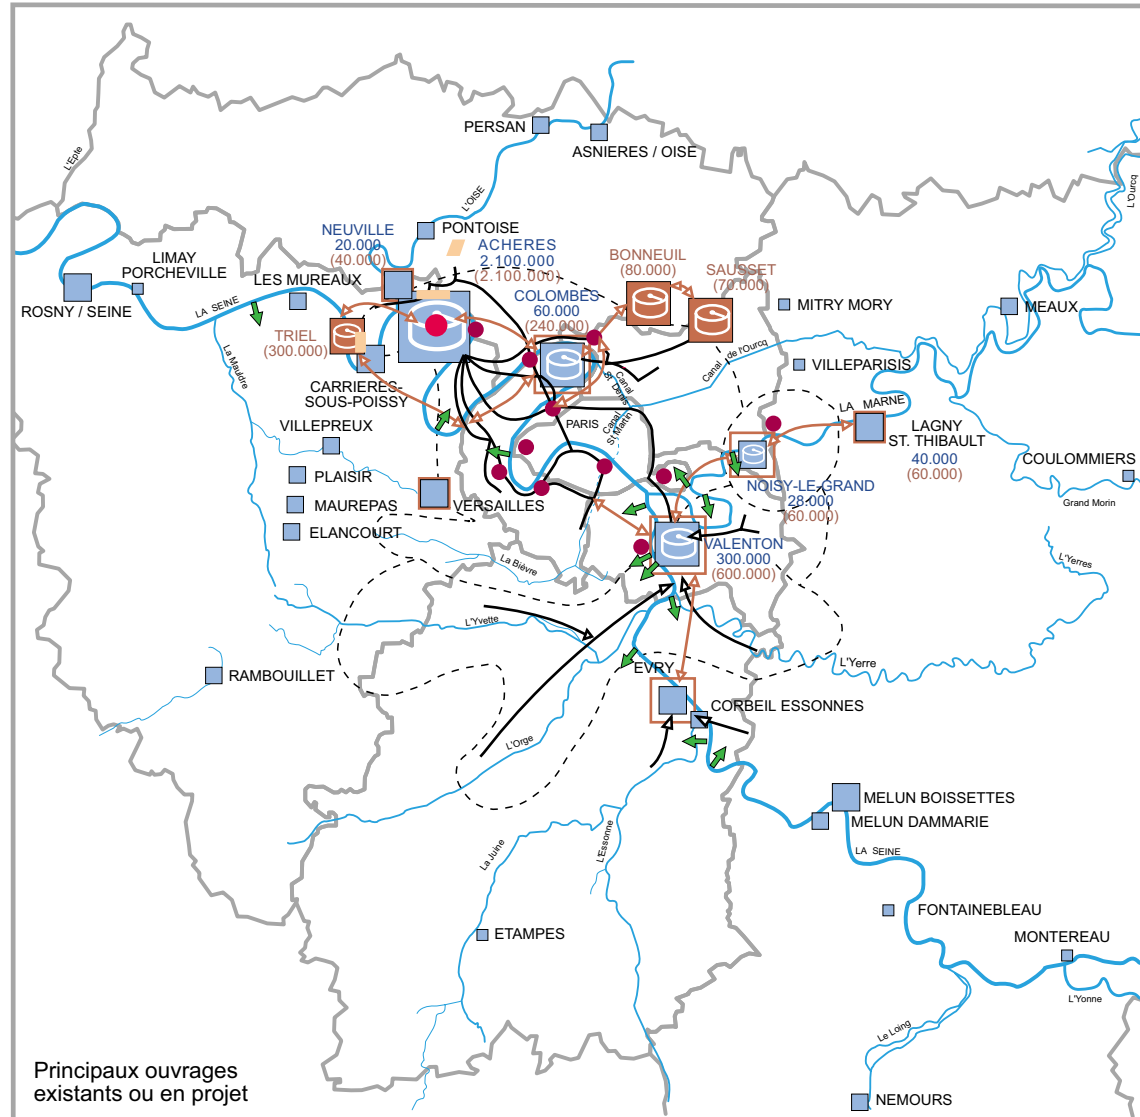 PERSAN
ASNIERES / OISE
L'Epte
L'Ourcq
L'OISE
NEUVILLE
20.000
(40.000)
PONTOISE
ACHERES
2.100.000
(2.100.000)
BONNEUIL
(80.000)
SAUSSET
(70.000)
LIMAY
PORCHEVILLE
LES MUREAUX
COLOMBES
60.000
(240.000)
ROSNY / SEINE
LA SEINE
MITRY MORY
MEAUX
TRIEL
(300.000)
La Mauldre
Canal de l'Ourcq
VILLEPARISIS
CARRIERES-
SOUS-POISSY
Canal
St Denis
LA MARNE
VILLEPREUX
PARIS
Canal
St Martin
LAGNY
ST. THIBAULT
40.000
(60.000)
COULOMMIERS
PLAISIR
NOISY-LE-GRAND
28.000
(60.000)
Grand Morin
MAUREPAS
VERSAILLES
ELANCOURT
VALENTON
300.000
(600.000)
La Bièvre
L'Yerres
L'Yvette
L'Yerre
RAMBOUILLET
EVRY
CORBEIL ESSONNES
L'Orge
MELUN BOISSETTES
MELUN DAMMARIE
La Juine
L'Essonne
LA SEINE
FONTAINEBLEAU
ETAMPES
MONTEREAU
L'Yonne
Le Loing
Principaux ouvrages
existants ou en projet
NEMOURS